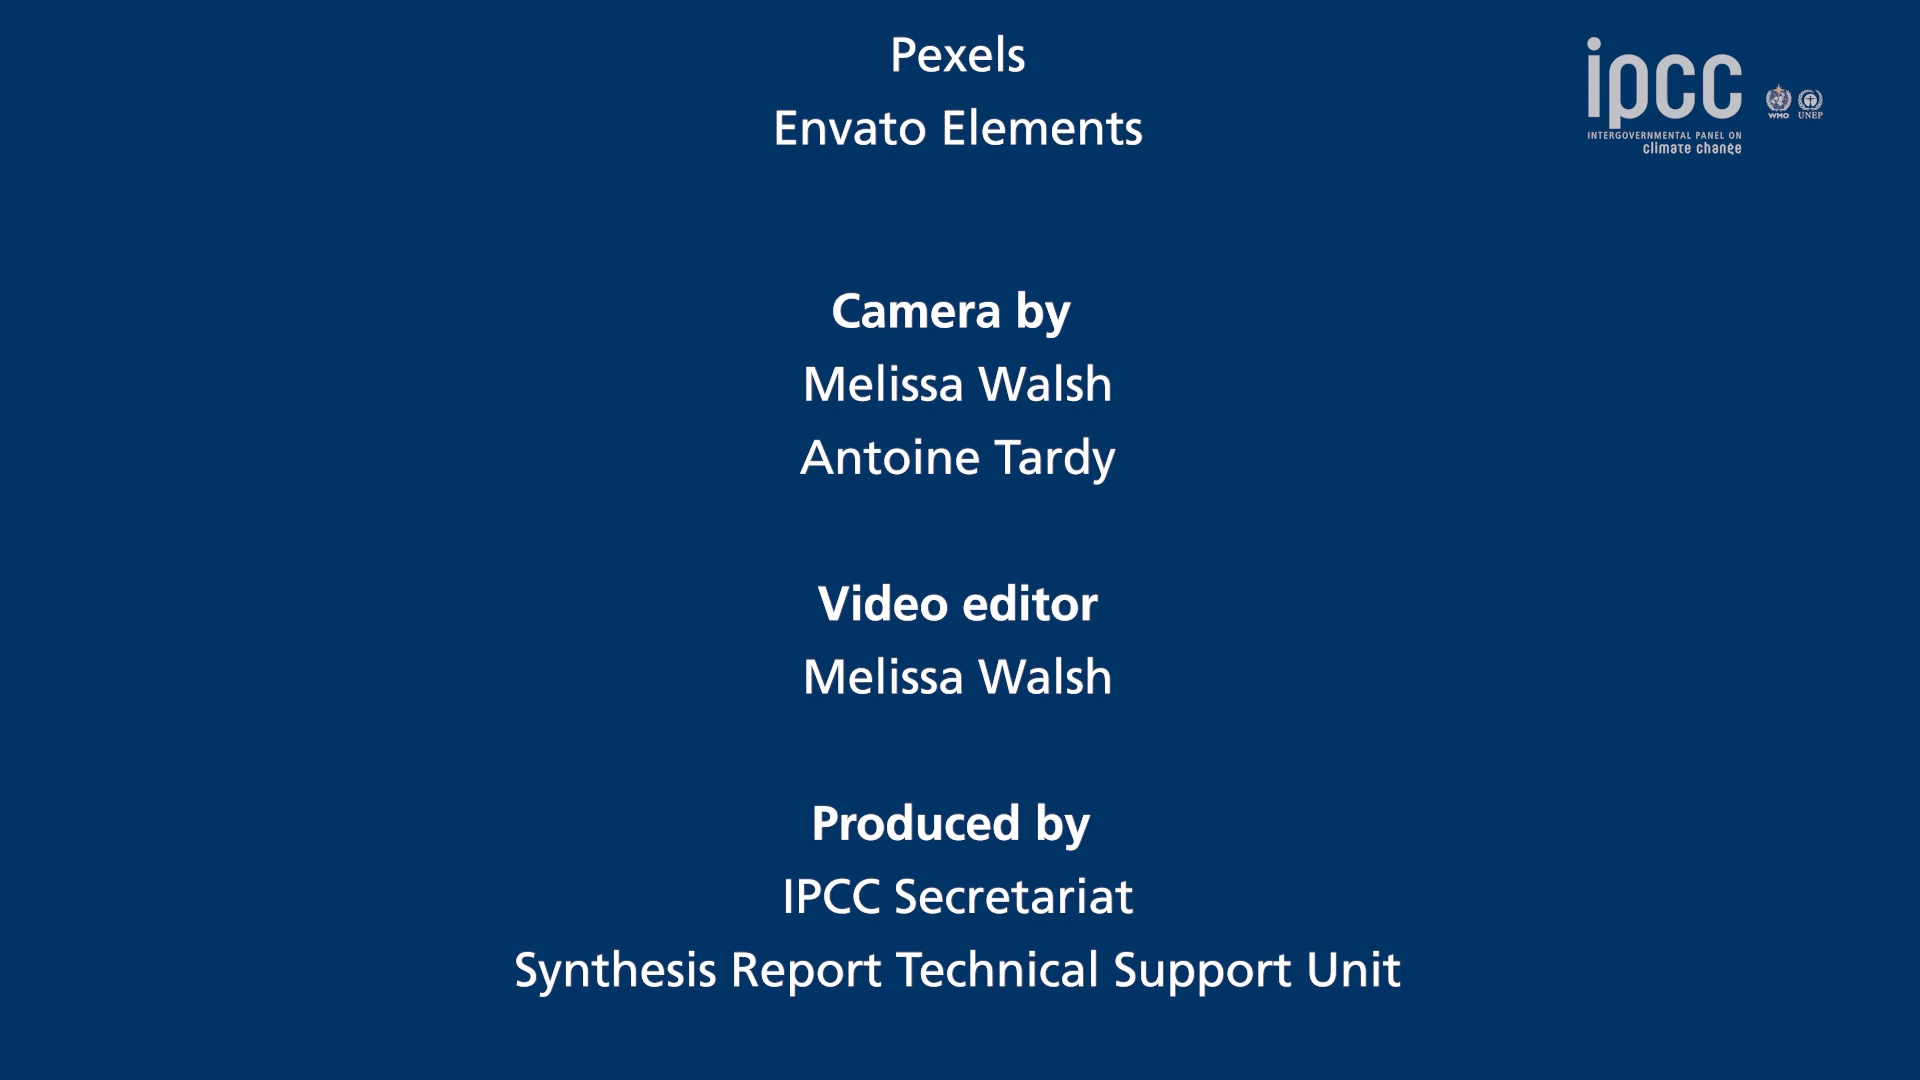 Pexels
Envato Elements
ipcc
INTERGOVERNMENTAL PANEL ON
climate change
WMO
UNEP
Camera by
Melissa Walsh
Antoine Tardy
Video editor
Melissa Walsh
Produced by
IPCC Secretariat
Synthesis Report Technical Support Unit